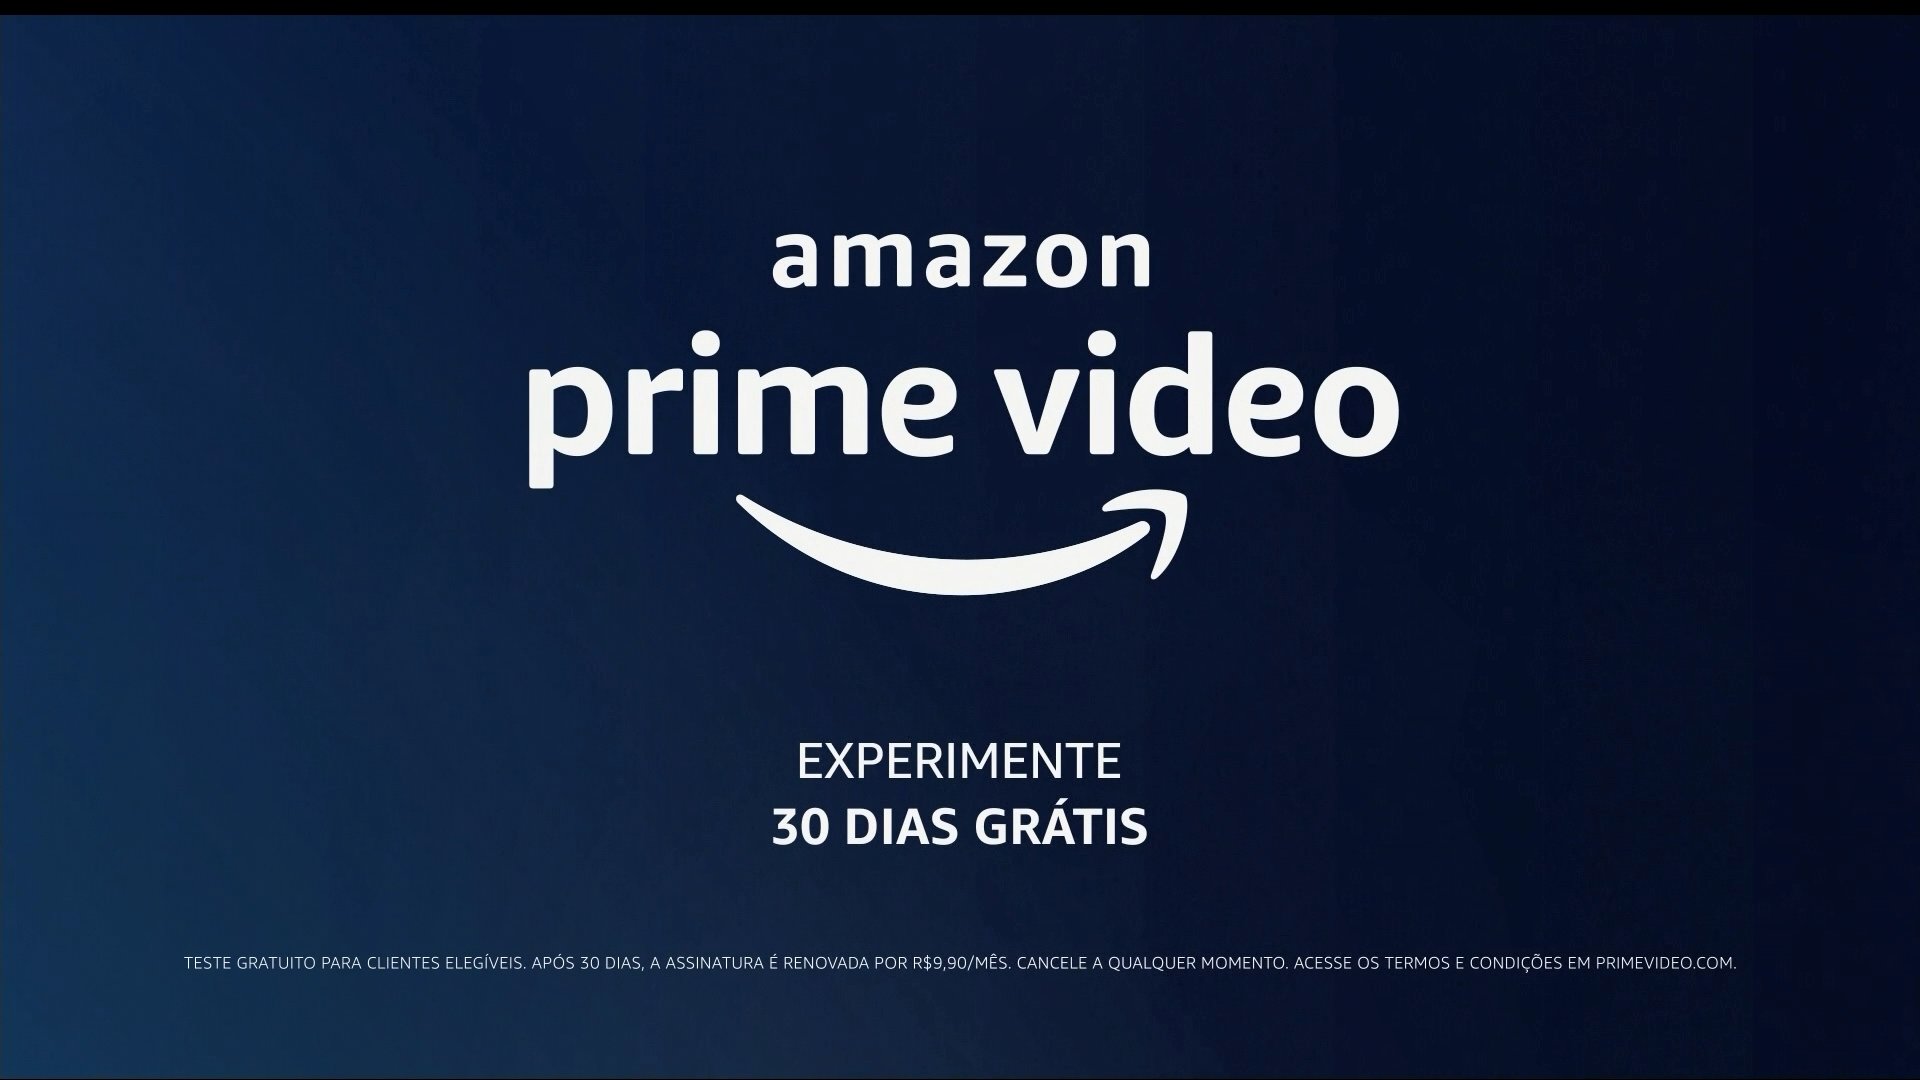 amazon
prime video
EXPERIMENTE
30 DIAS GRÁTIS
TESTE GRATUITO PARA CLIENTES ELEGÍVEIS. APÓS 30 DIAS, A ASSINATURA É RENOVADA POR R$9,90/MÊS. CANCELE A QUALQUER MOMENTO. ACESSE OS TERMOS E CONDIÇÕES EM PRIMEVIDEO.COM.